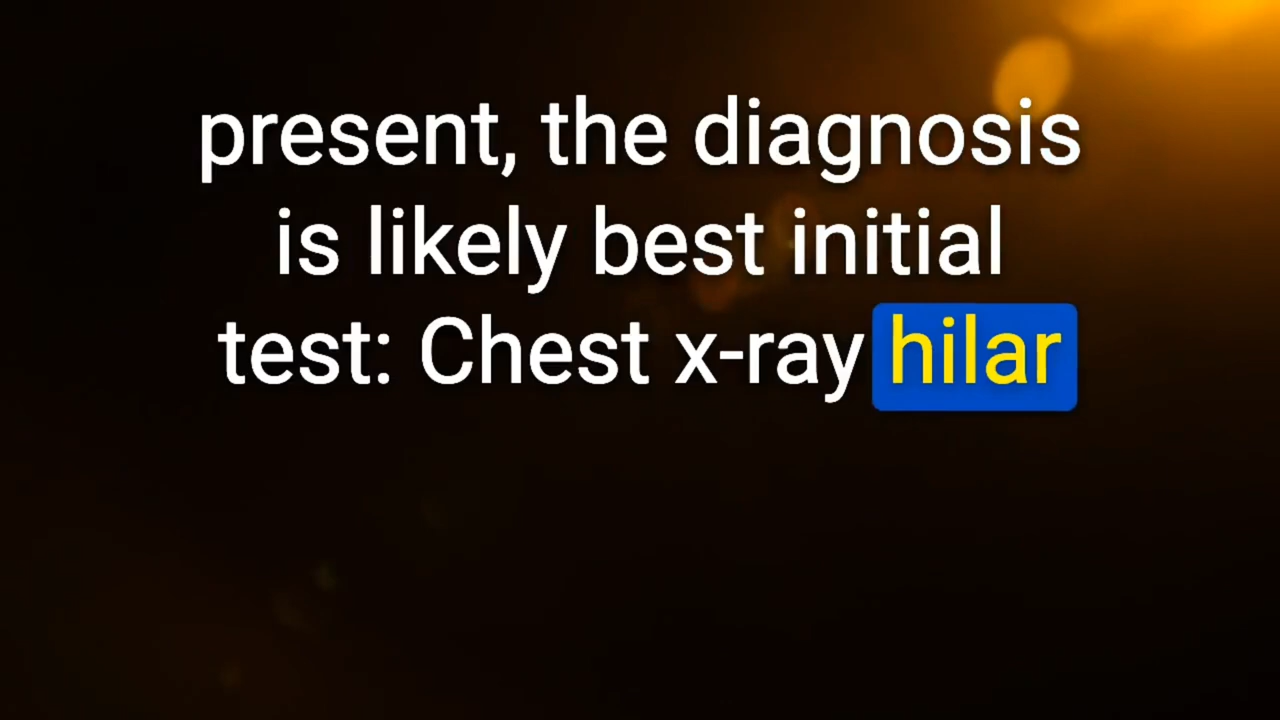 present, the diagnosis
is likely best initial
test: Chest x-ray hilar